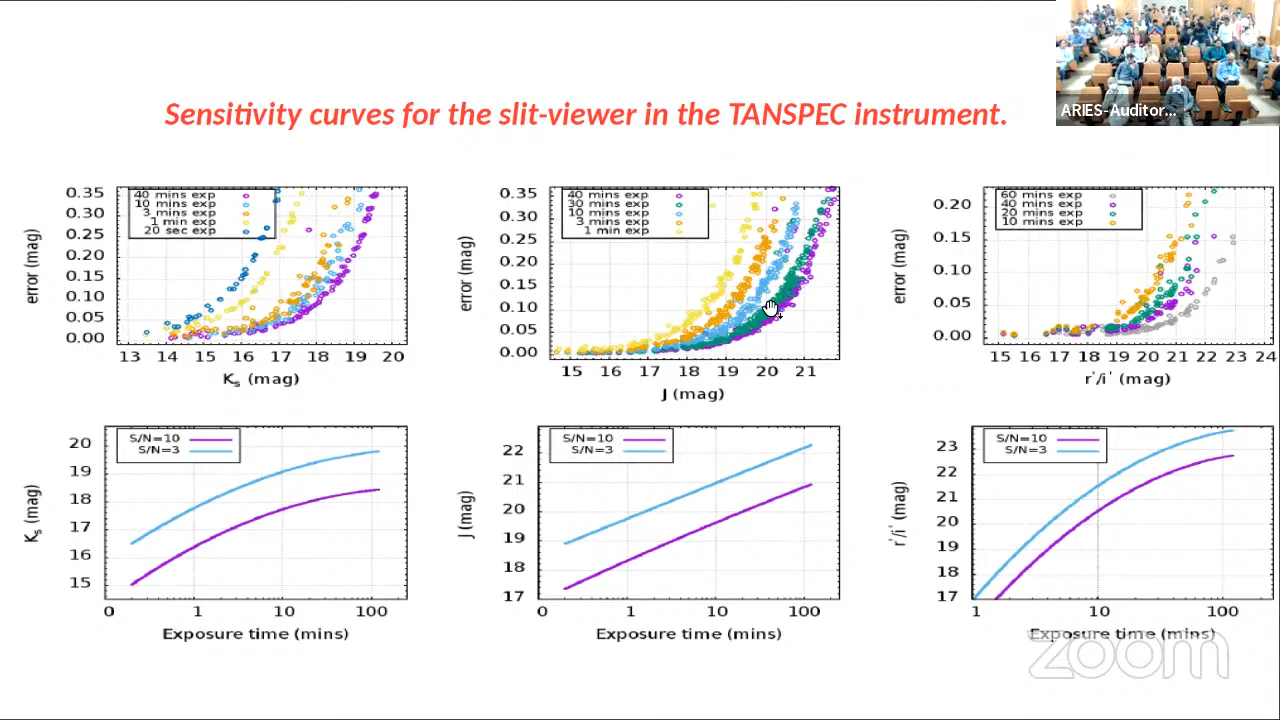 ARIES-Auditor...
Sensitivity curves for the slit-viewer in the TANSPEC instrument.
40 mins exp
10 mins exp
3 mins exp
1 min exp
20 sec exp
0.35
0.30
0.25
0.20
0.15
0.10
0.05
0.00
error (mag)
13 14 15 16 17 18 19 20
Ks (mag)
40 mins exp
30 mins exp
10 mins exp
3 mins exp
1 min exp
0.35
0.30
0.25
0.20
0.15
0.10
0.05
0.00
error (mag)
15 16 17 18 19 20 21
J (mag)
60 mins exp
40 mins exp
20 mins exp
10 mins exp
0.20
0.15
0.10
0.05
0.00
error (mag)
15 16 17 18 19 20 21 22 23 24
r'/i' (mag)
S/N=10
S/N=3
20
19
18
17
16
15
Ks (mag)
0 1 10 100
Exposure time (mins)
S/N=10
S/N=3
22
21
20
19
18
17
J (mag)
0 1 10 100
Exposure time (mins)
S/N=10
S/N=3
23
22
21
20
19
18
17
r'/i' (mag)
1 10 100
Exposure time (mins)
zoom